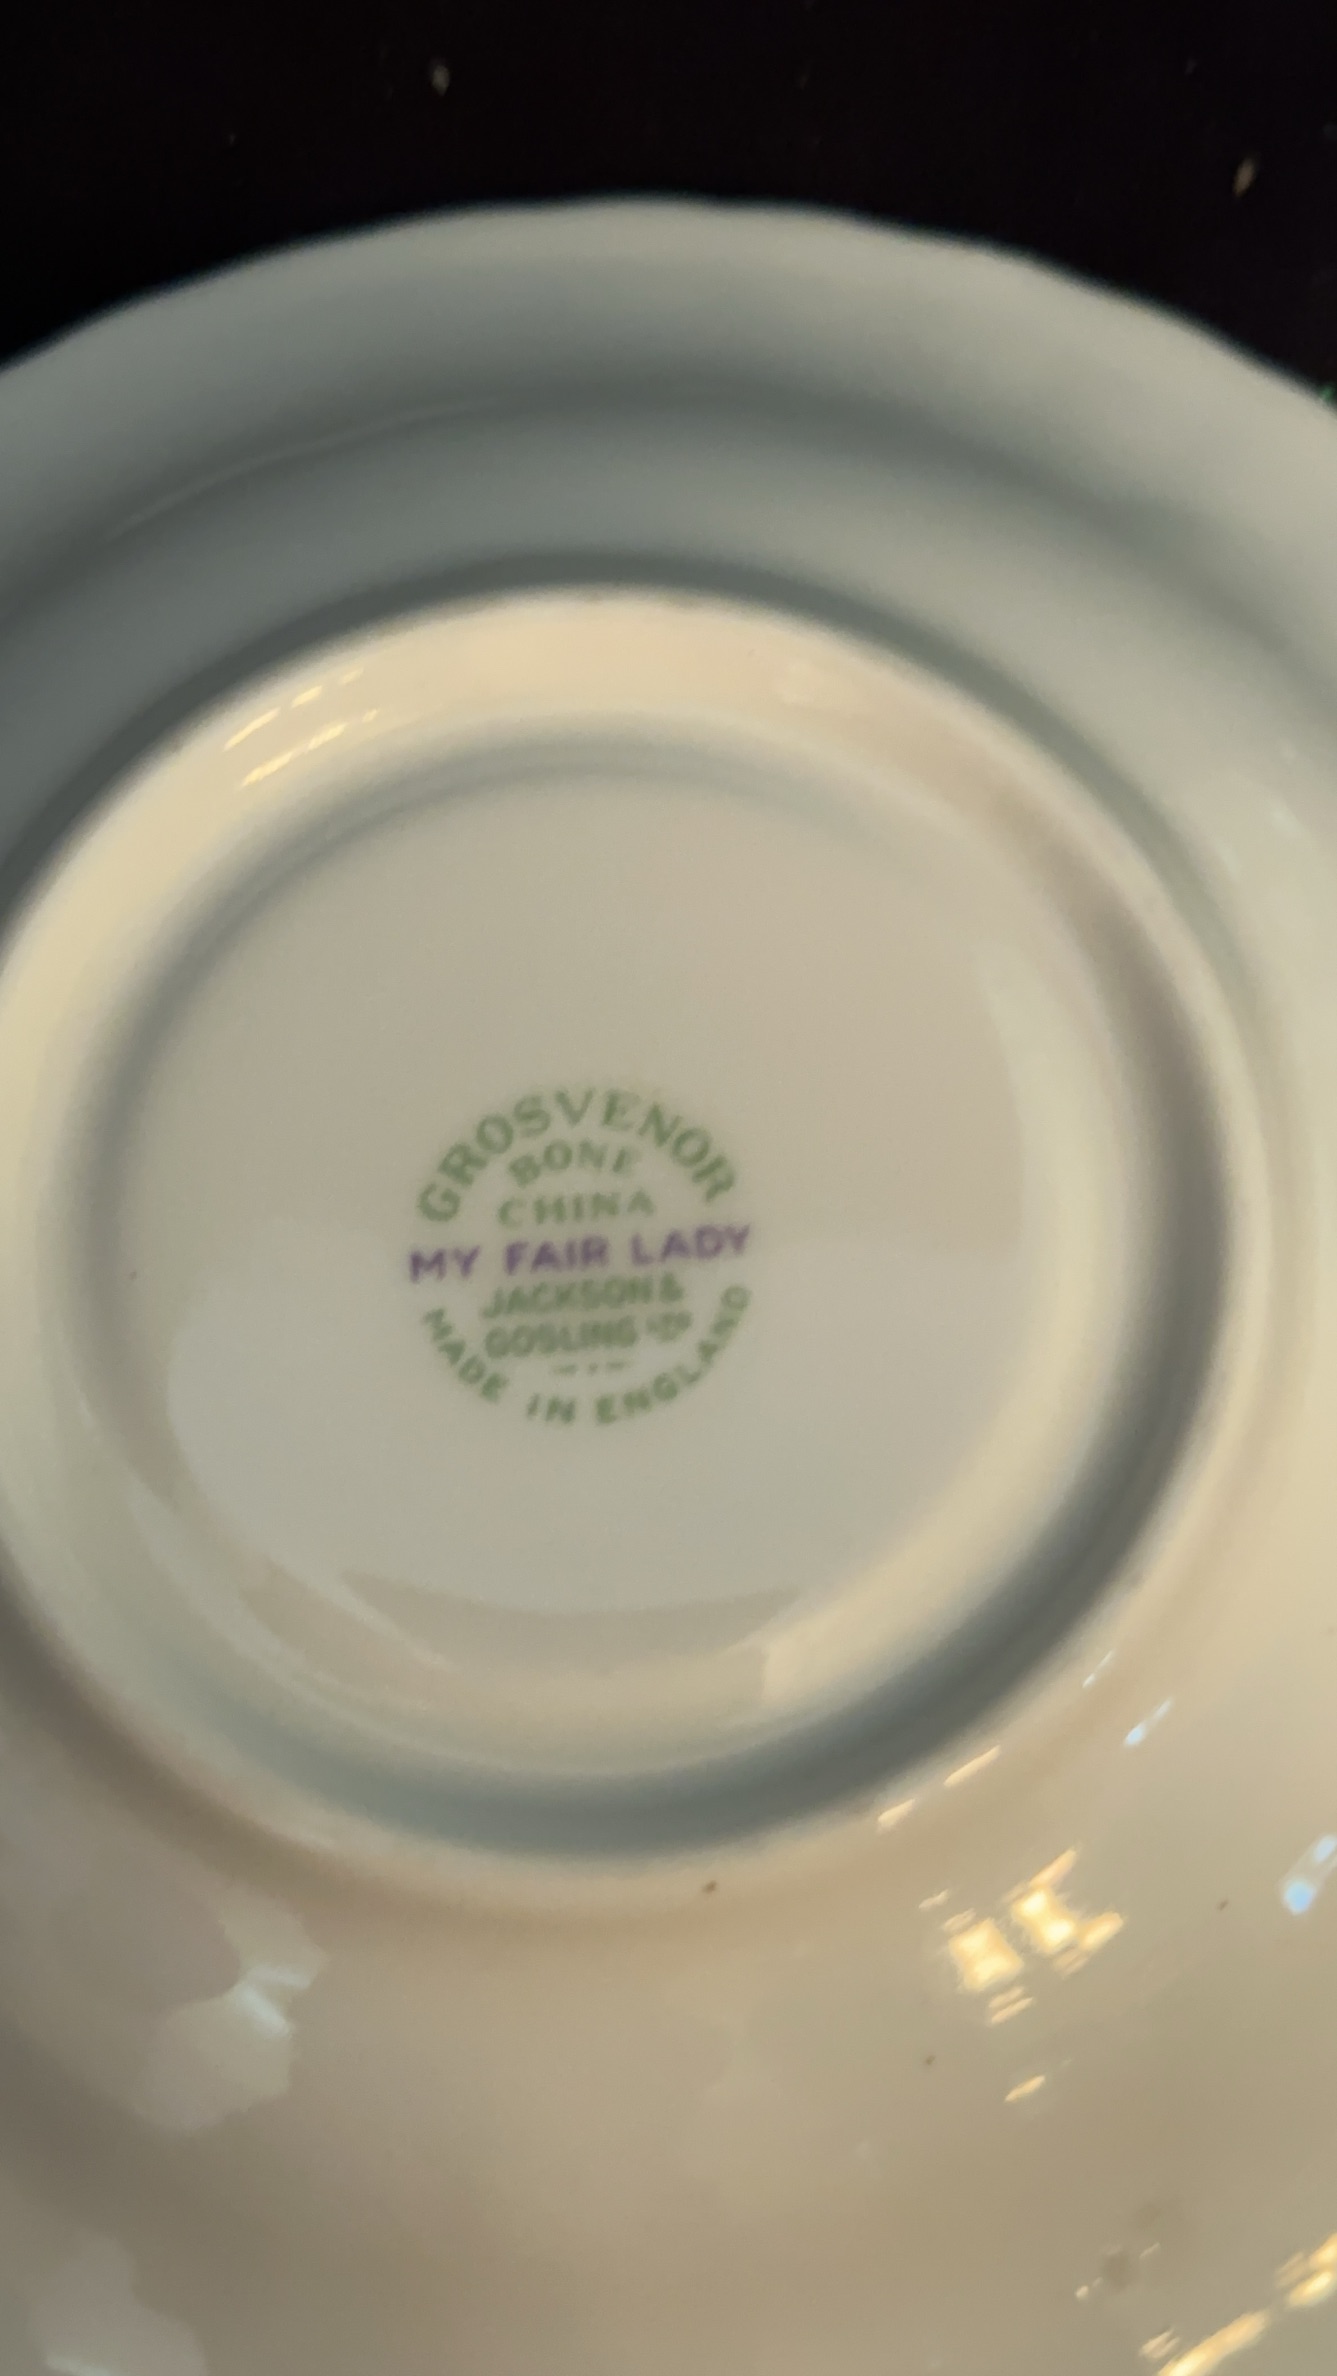 GROSVENOR
BONE
CHINA
MY FAIR LADY
JACKSON &
GOSLING LTD
MADE IN ENGLAND